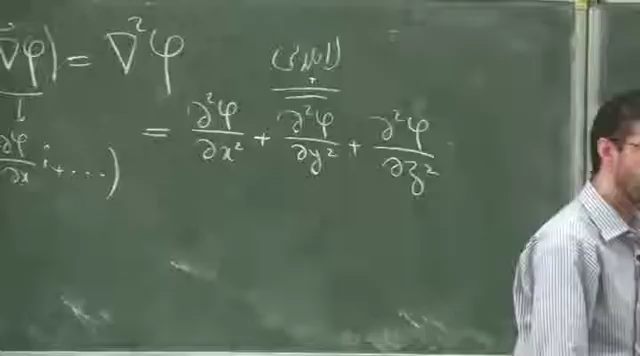 ∇φ) = ∇²φ
= ∂²φ/∂x² + ∂²φ/∂y² + ∂²φ/∂z²
∂φ/∂x i + ...)